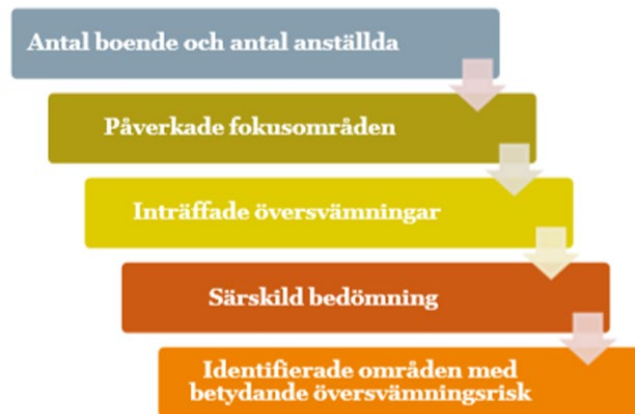 Antal boende och antal anställda
Påverkade fokusområden
Inträffade översvämningar
Särskild bedömning
Identifierade områden med
betydande översvämningsrisk